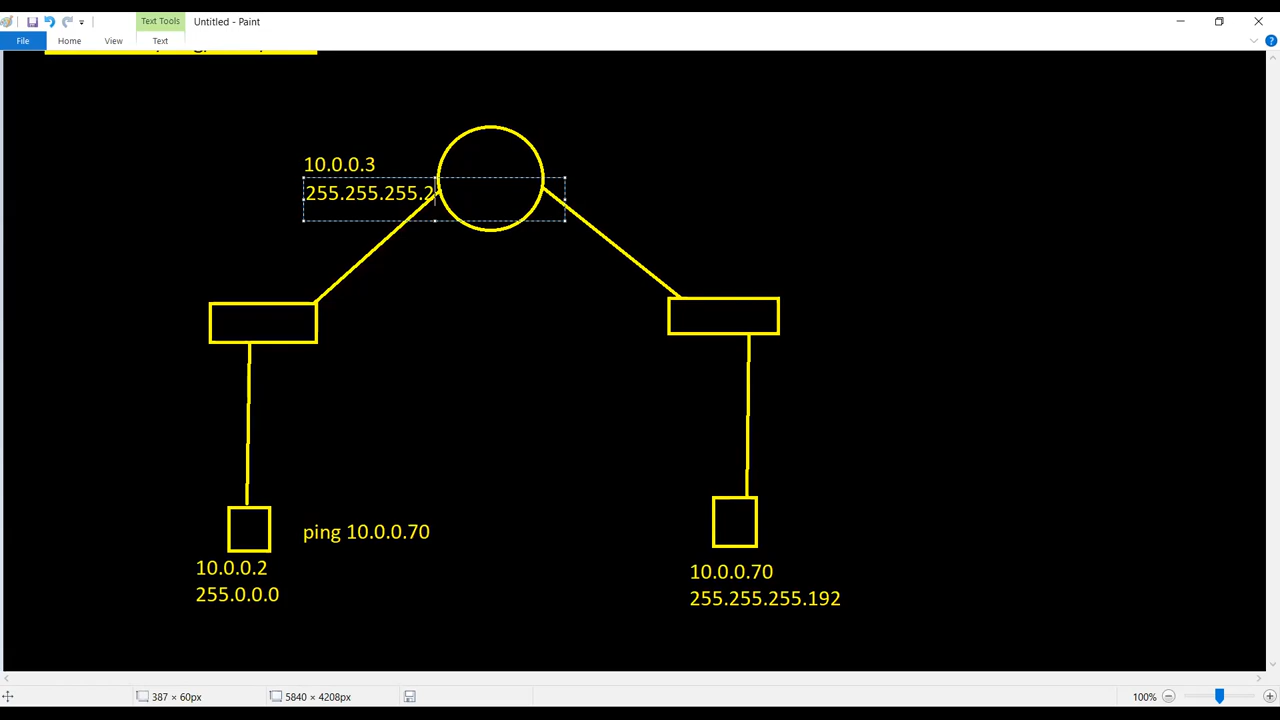 Text Tools
Untitled - Paint
File
Home
View
Text
10.0.0.3
255.255.255.2
ping 10.0.0.70
10.0.0.2
255.0.0.0
10.0.0.70
255.255.255.192
387 × 60px
5840 × 4208px
100%